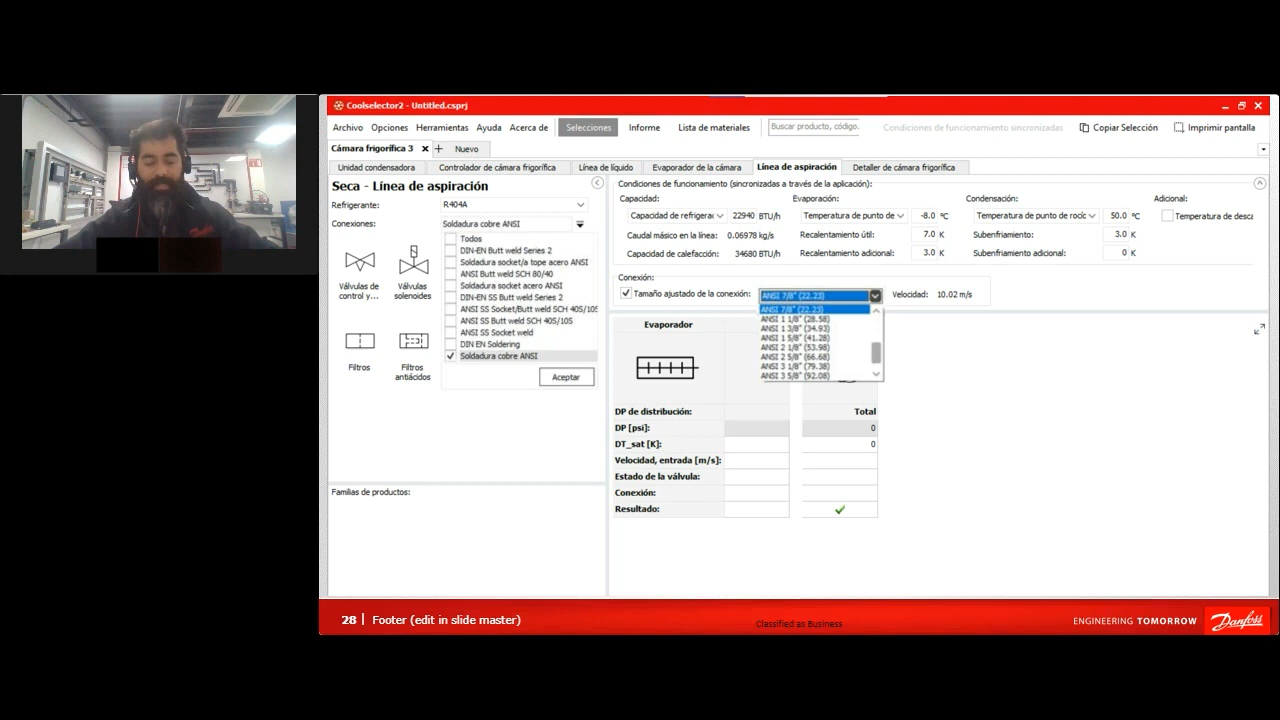 Coolselector2 - Untitled.csprj
Archivo Opciones Herramientas Ayuda Acerca de Selecciones Informe Lista de materiales Buscar producto, código. Condiciones de funcionamiento sincronizadas Copiar Selección Imprimir pantalla
Cámara frigorífica 3 Nuevo
Unidad condensadora Controlador de cámara frigorífica Línea de líquido Evaporador de la cámara Línea de aspiración Detaller de cámara frigorífica
Seca - Línea de aspiración
Refrigerante: R404A
Conexiones: Soldadura cobre ANSI
Todos
DIN-EN Butt weld Series 2
Soldadura socket/a tope acero ANSI
ANSI Butt weld SCH 80/40
Soldadura socket acero ANSI
DIN-EN SS Butt weld Series 2
ANSI SS Socket/Butt weld SCH 40S/10S
ANSI SS Butt weld SCH 40S/10S
ANSI SS Socket weld
DIN EN Soldering
Soldadura cobre ANSI
Aceptar
Válvulas de control y...
Válvulas solenoides
Filtros
Filtros antiácidos
Familias de productos:
Condiciones de funcionamiento (sincronizadas a través de la aplicación):
Capacidad: Evaporación: Condensación: Adicional:
Capacidad de refrigerac 22940 BTU/h Temperatura de punto de -8.0 ºC Temperatura de punto de rocíc 50.0 ºC Temperatura de desca
Caudal másico en la línea: 0.06978 kg/s Recalentamiento útil: 7.0 K Subenfriamiento: 3.0 K
Capacidad de calefacción: 34680 BTU/h Recalentamiento adicional: 3.0 K Subenfriamiento adicional: 0 K
Conexión:
Tamaño ajustado de la conexión: ANSI 7/8" (22.23) Velocidad: 10.02 m/s
ANSI 7/8" (22.23)
ANSI 1 1/8" (28.58)
ANSI 1 3/8" (34.93)
ANSI 1 5/8" (41.28)
ANSI 2 1/8" (53.98)
ANSI 2 5/8" (66.68)
ANSI 3 1/8" (79.38)
ANSI 3 5/8" (92.08)
Evaporador
DP de distribución: Total
DP [psi]: 0
DT_sat [K]: 0
Velocidad, entrada [m/s]:
Estado de la válvula:
Conexión:
Resultado:
28 | Footer (edit in slide master)
Classified as Business
ENGINEERING TOMORROW
Danfoss